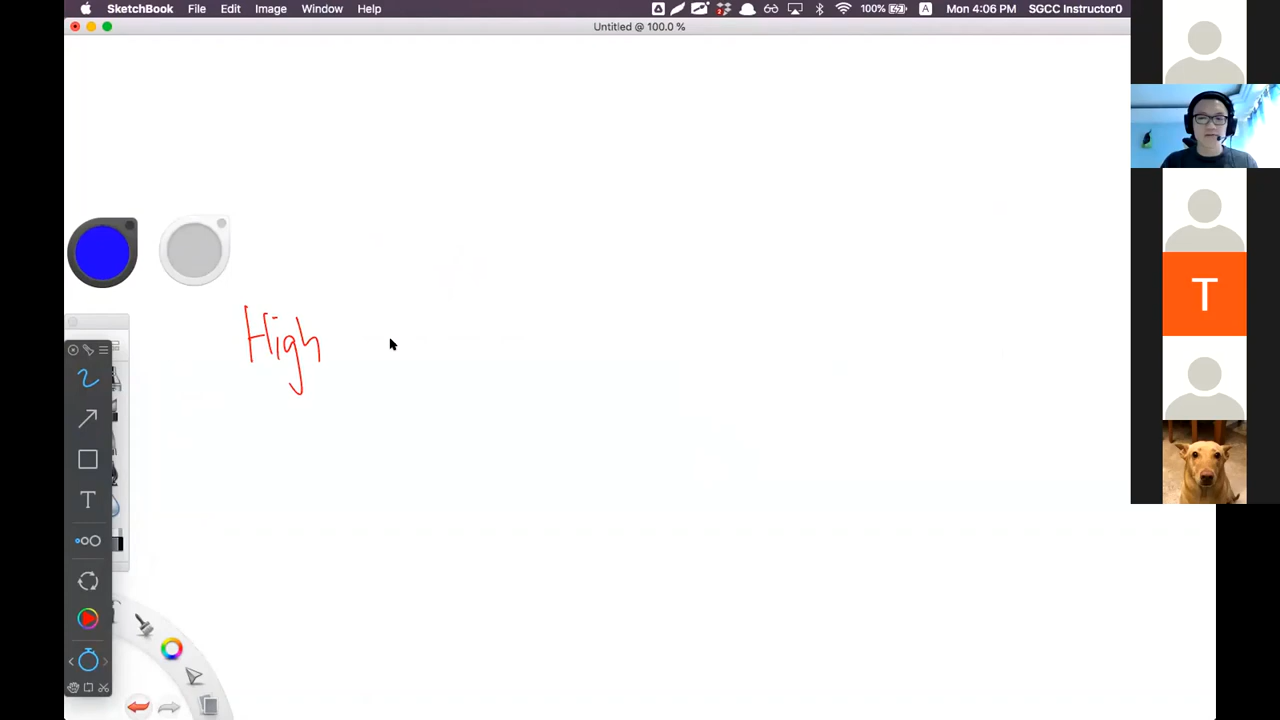 SketchBook File Edit Image Window Help 100% A Mon 4:06 PM SGCC Instructor0
Untitled @ 100.0 %
T
High
T